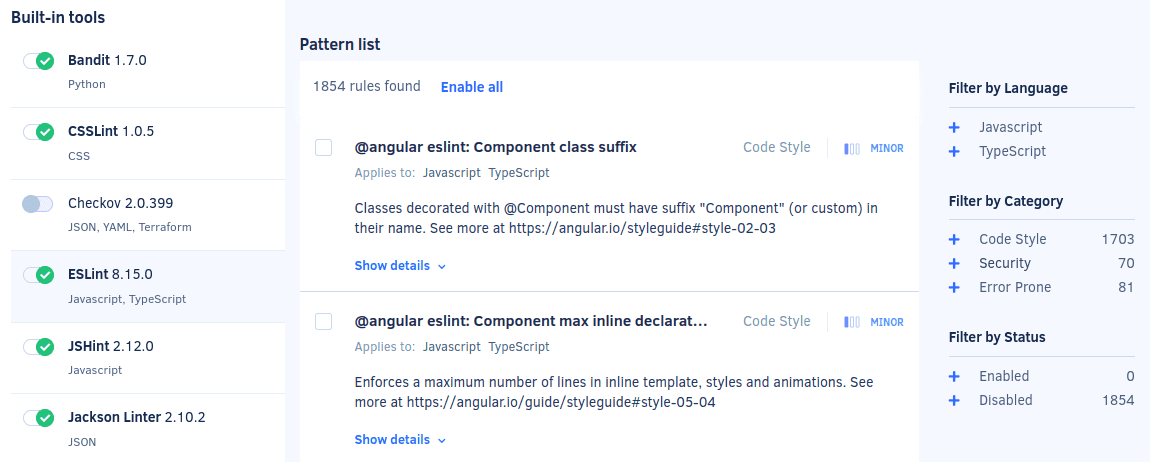 Built-in tools
Bandit 1.7.0
Python
CSSLint 1.0.5
CSS
Checkov 2.0.399
JSON, YAML, Terraform
ESLint 8.15.0
Javascript, TypeScript
JSHint 2.12.0
Javascript
Jackson Linter 2.10.2
JSON
Pattern list
1854 rules found Enable all
@angular eslint: Component class suffix Code Style MINOR
Applies to: Javascript TypeScript
Classes decorated with @Component must have suffix "Component" (or custom) in
their name. See more at https://angular.io/styleguide#style-02-03
Show details
@angular eslint: Component max inline declarat... Code Style MINOR
Applies to: Javascript TypeScript
Enforces a maximum number of lines in inline template, styles and animations. See
more at https://angular.io/guide/styleguide#style-05-04
Show details
Filter by Language
Javascript
TypeScript
Filter by Category
Code Style 1703
Security 70
Error Prone 81
Filter by Status
Enabled 0
Disabled 1854